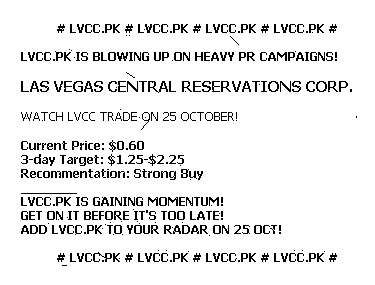 # LVCC.PK # LVCC.PK # LVCC.PK # LVCC.PK #
LVCC.PK IS BLOWING UP ON HEAVY PR CAMPAIGNS!
LAS VEGAS CENTRAL RESERVATIONS CORP.
WATCH LVCC TRADE ON 25 OCTOBER!
Current Price: $0.60
3-day Target: $1.25-$2.25
Recommentation: Strong Buy
LVCC.PK IS GAINING MOMENTUM!
GET ON IT BEFORE IT'S TOO LATE!
ADD LVCC.PK TO YOUR RADAR ON 25 OCT!
# LVCC.PK # LVCC.PK # LVCC.PK # LVCC.PK #